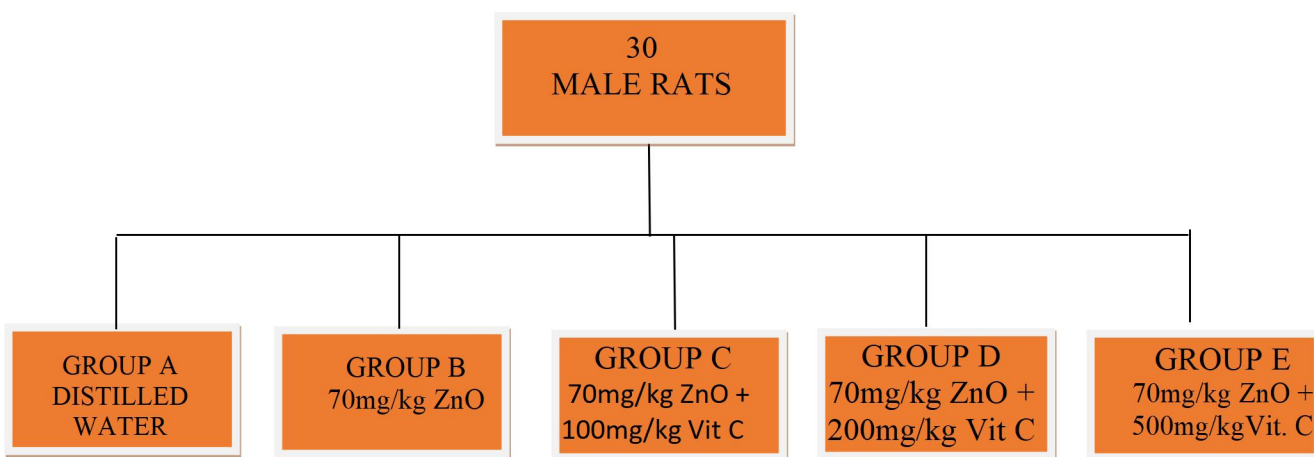 30
MALE RATS
GROUP A
DISTILLED
WATER
GROUP B
70mg/kg ZnO
GROUP C
70mg/kg ZnO +
100mg/kg Vit C
GROUP D
70mg/kg ZnO +
200mg/kg Vit C
GROUP E
70mg/kg ZnO +
500mg/kgVit. C